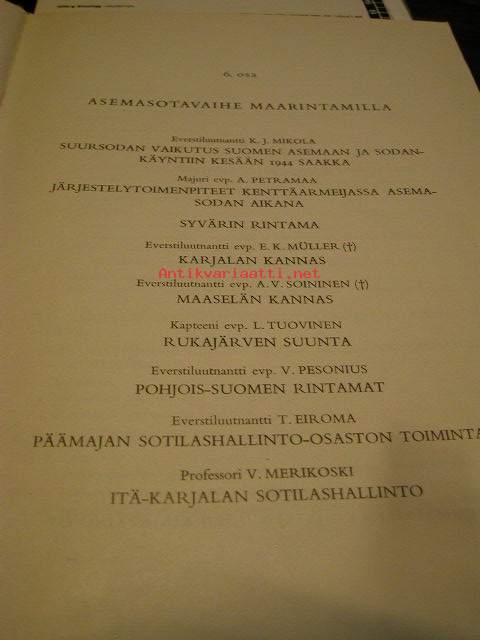 6. osa
ASEMASOTAVAIHE MAARINTAMILLA
Everstiluutnantti K. J. MIKOLA
SUURSODAN VAIKUTUS SUOMEN ASEMAAN JA SODAN-
KÄYNTIIN KESÄÄN 1944 SAAKKA
Majuri evp. A. PETRAMAA
JÄRJESTELYTOIMENPITEET KENTTÄARMEIJASSA ASEMA-
SODAN AIKANA
SYVÄRIN RINTAMA
Everstiluutnantti evp. E. K. MÜLLER (†)
KARJALAN KANNAS
Antikvariaatti.net
Everstiluutnantti evp. A. V. SOININEN (†)
MAASELÄN KANNAS
Kapteeni evp. L. TUOVINEN
RUKAJÄRVEN SUUNTA
Everstiluutnantti evp. V. PESONIUS
POHJOIS-SUOMEN RINTAMAT
Everstiluutnantti T. EIROMA
PÄÄMAJAN SOTILASHALLINTO-OSASTON TOIMINTA
Professori V. MERIKOSKI
ITÄ-KARJALAN SOTILASHALLINTO